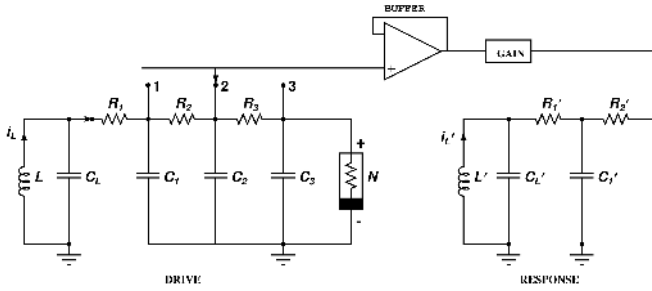 BUFFER
+
GAIN
1
2
3
R1
R2
R3
R1'
R2'
iL
iL'
+
L
CL
C1
C2
C3
N
L'
CL'
C1'
-
DRIVE
RESPONSE